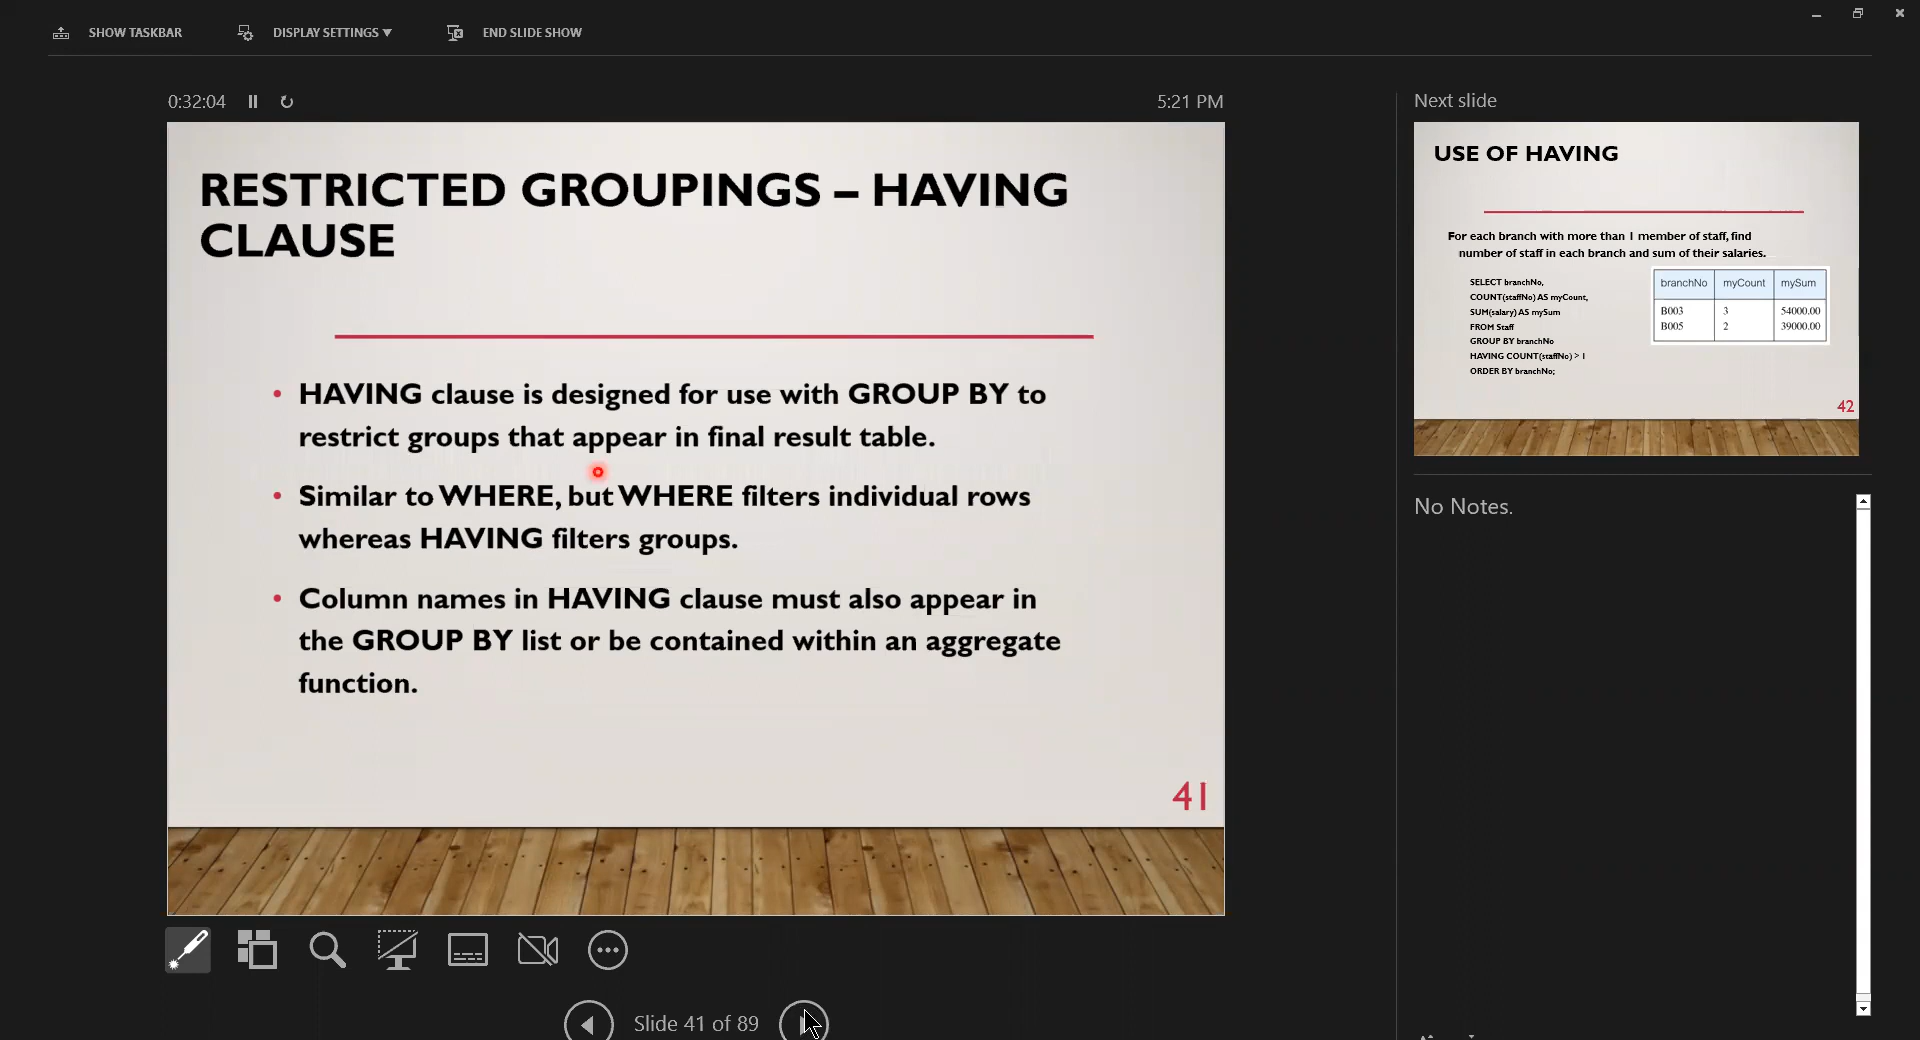 SHOW TASKBAR
DISPLAY SETTINGS ▼
END SLIDE SHOW
0:32:04
5:21 PM
RESTRICTED GROUPINGS – HAVING
CLAUSE
• HAVING clause is designed for use with GROUP BY to
restrict groups that appear in final result table.
• Similar to WHERE, but WHERE filters individual rows
whereas HAVING filters groups.
• Column names in HAVING clause must also appear in
the GROUP BY list or be contained within an aggregate
function.
41
Slide 41 of 89
Next slide
USE OF HAVING
For each branch with more than 1 member of staff, find
number of staff in each branch and sum of their salaries.
SELECT branchNo,
COUNT(staffNo) AS myCount,
SUM(salary) AS mySum
FROM Staff
GROUP BY branchNo
HAVING COUNT(staffNo) > 1
ORDER BY branchNo;
branchNo myCount mySum
B003 3 54000.00
B005 2 39000.00
42
No Notes.